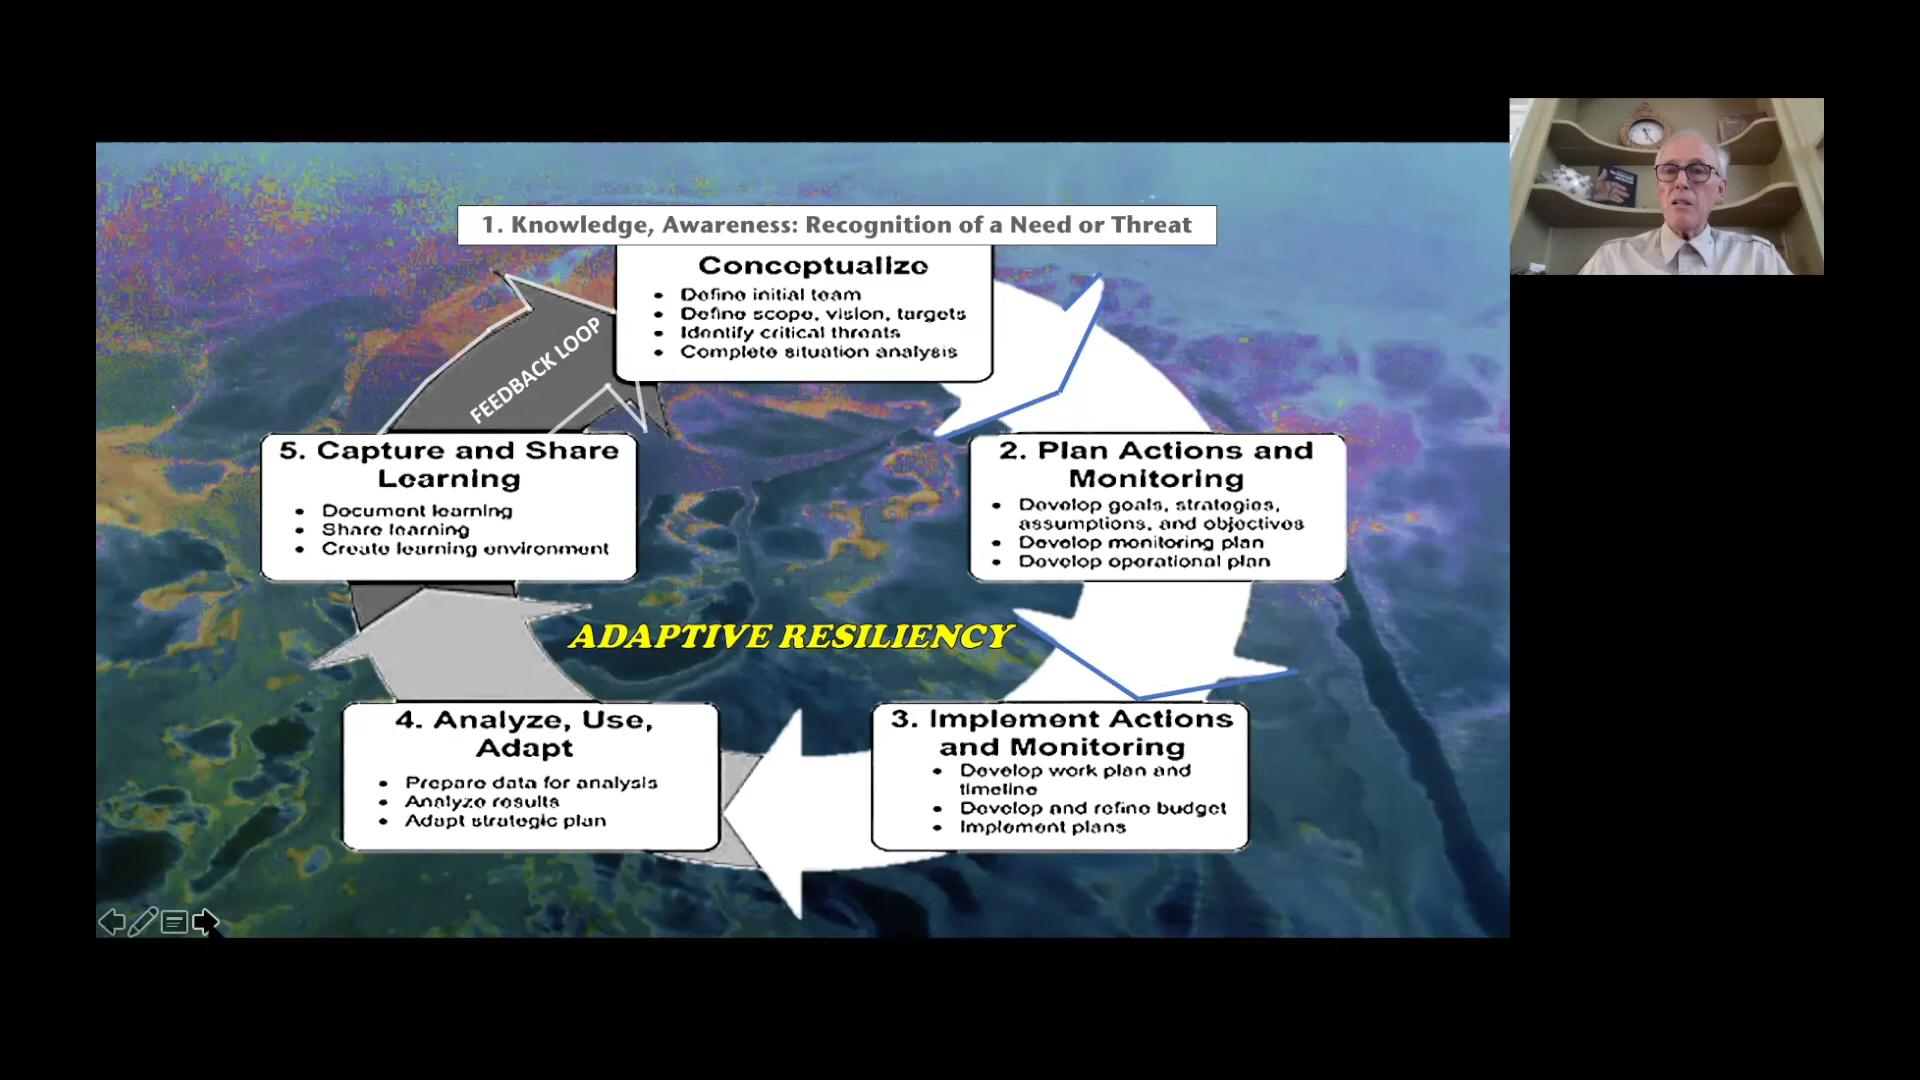 1. Knowledge, Awareness: Recognition of a Need or Threat
Conceptualize
• Define initial team
• Define scope, vision, targets
• Identify critical threats
• Complete situation analysis
FEEDBACK LOOP
5. Capture and Share
Learning
• Document learning
• Share learning
• Create learning environment
2. Plan Actions and
Monitoring
• Develop goals, strategies,
assumptions, and objectives
• Develop monitoring plan
• Develop operational plan
ADAPTIVE RESILIENCY
4. Analyze, Use,
Adapt
• Prepare data for analysis
• Analyze results
• Adapt strategic plan
3. Implement Actions
and Monitoring
• Develop work plan and
timeline
• Develop and refine budget
• Implement plans